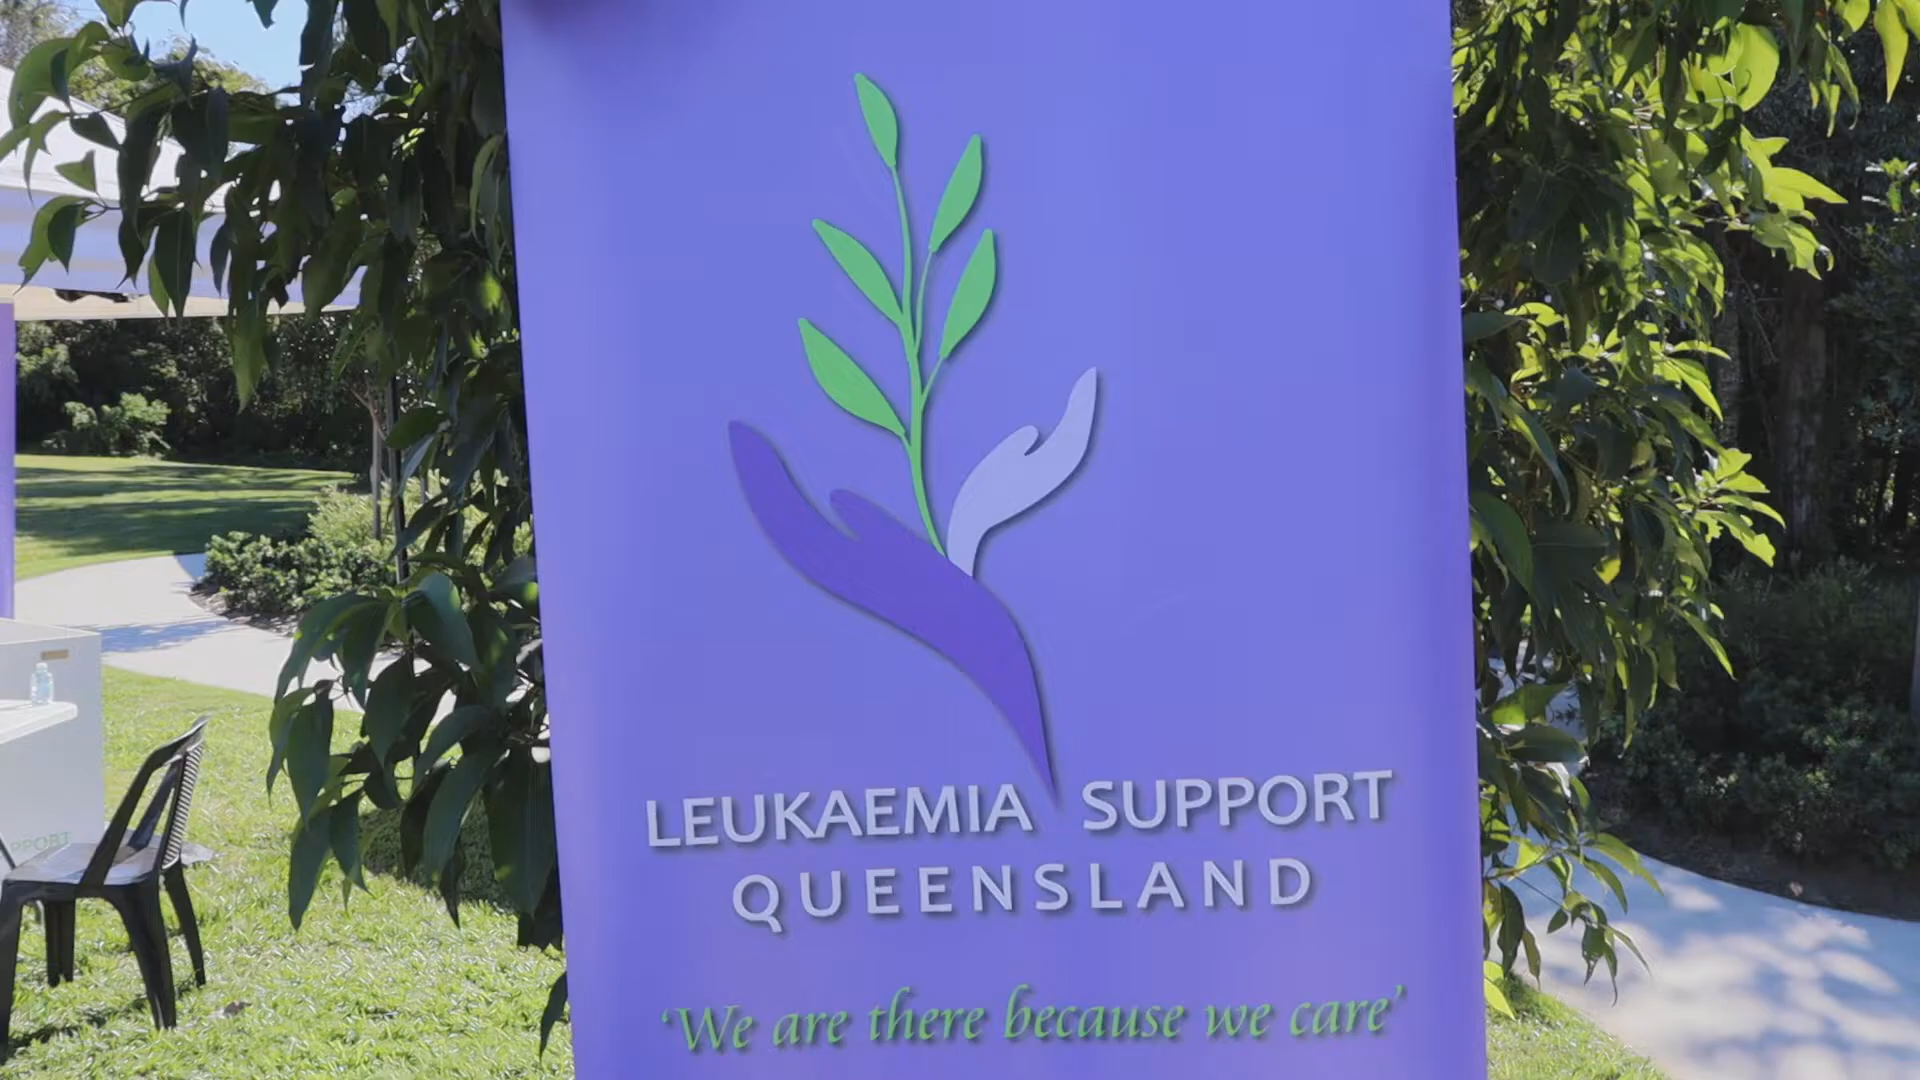 LEUKAEMIA SUPPORT
QUEENSLAND
‘We are there because we care’